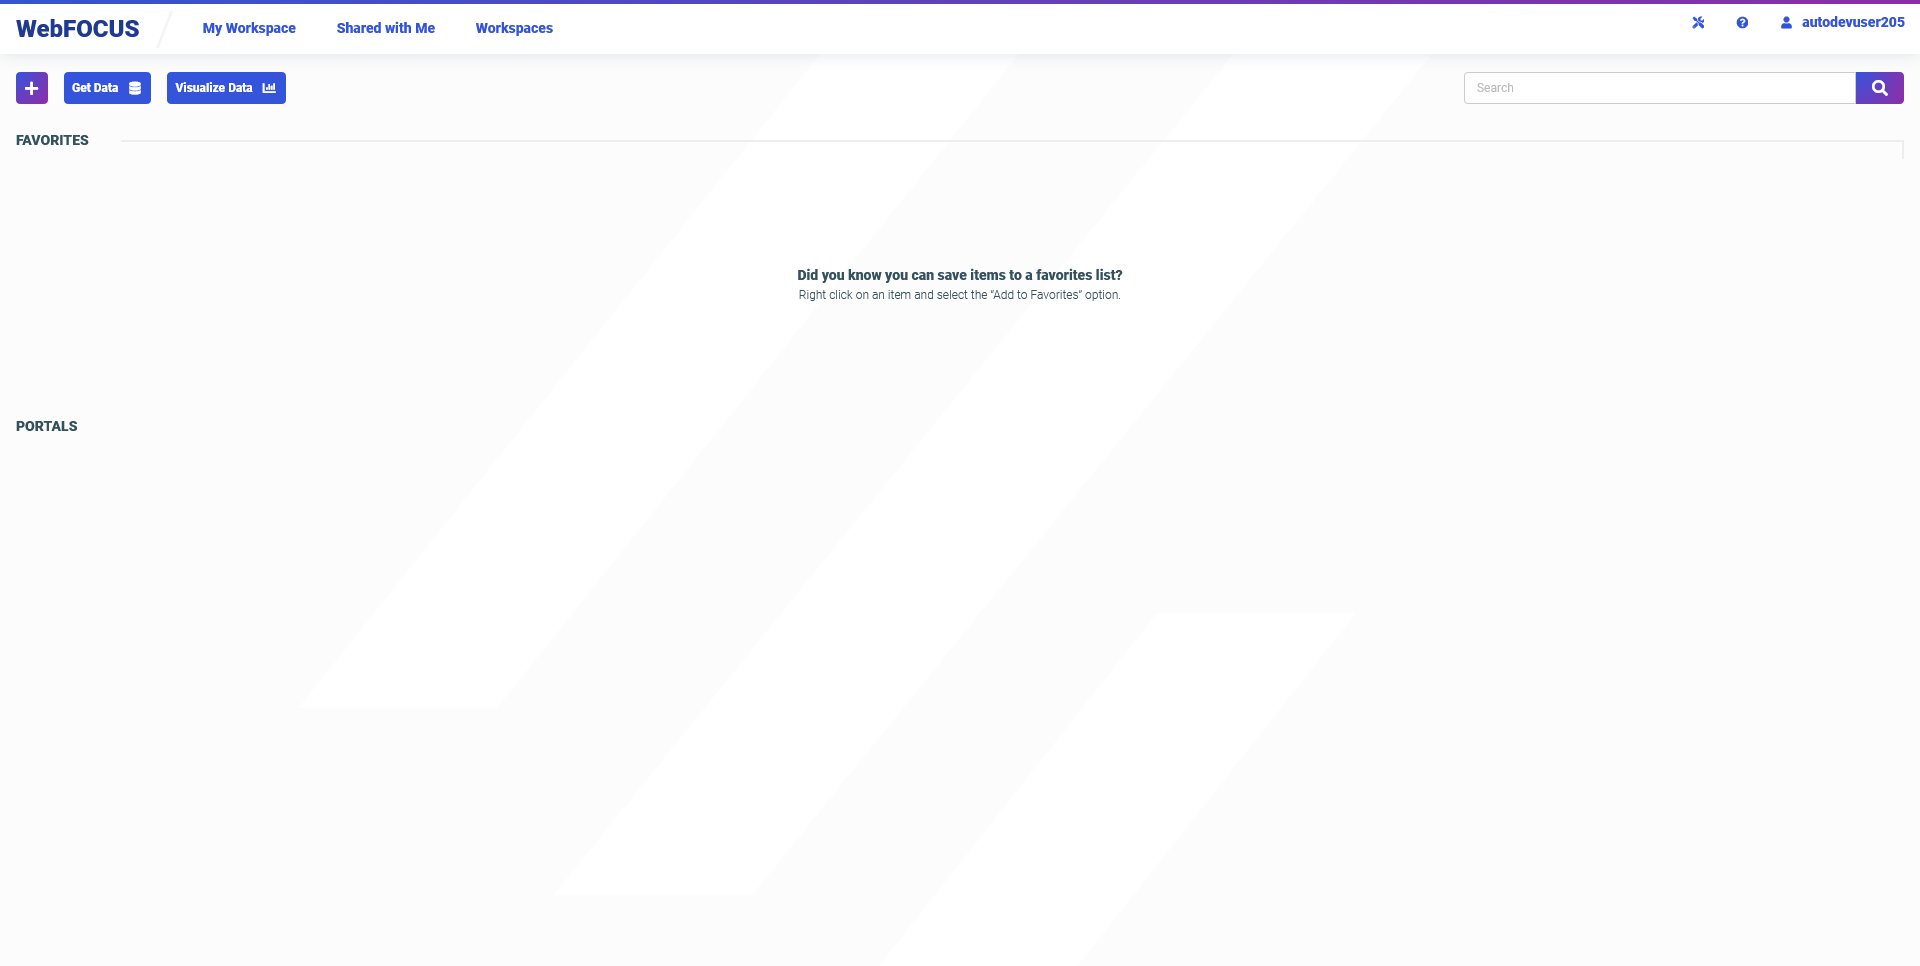 WebFOCUS
My Workspace
Shared with Me
Workspaces
autodevuser205
Get Data
Visualize Data
Search
FAVORITES
Did you know you can save items to a favorites list?
Right click on an item and select the “Add to Favorites” option.
PORTALS